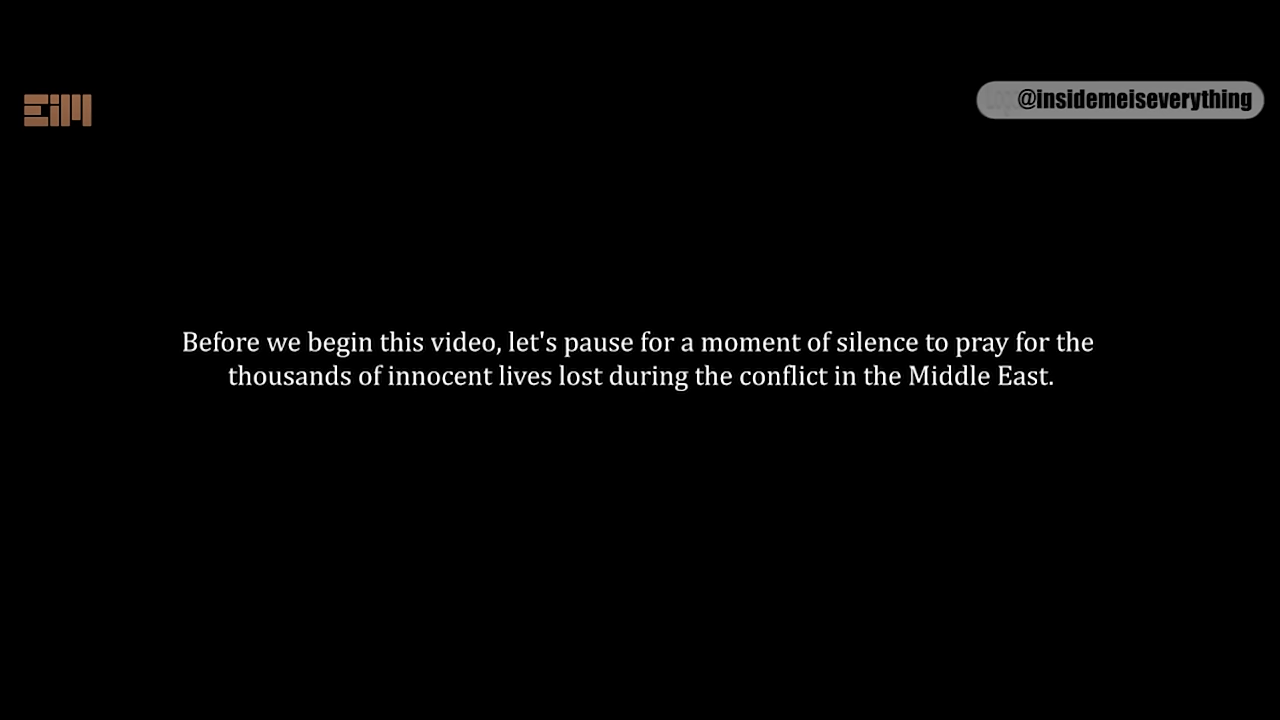 EiM
@insidemeiseverything
Before we begin this video, let's pause for a moment of silence to pray for the
thousands of innocent lives lost during the conflict in the Middle East.